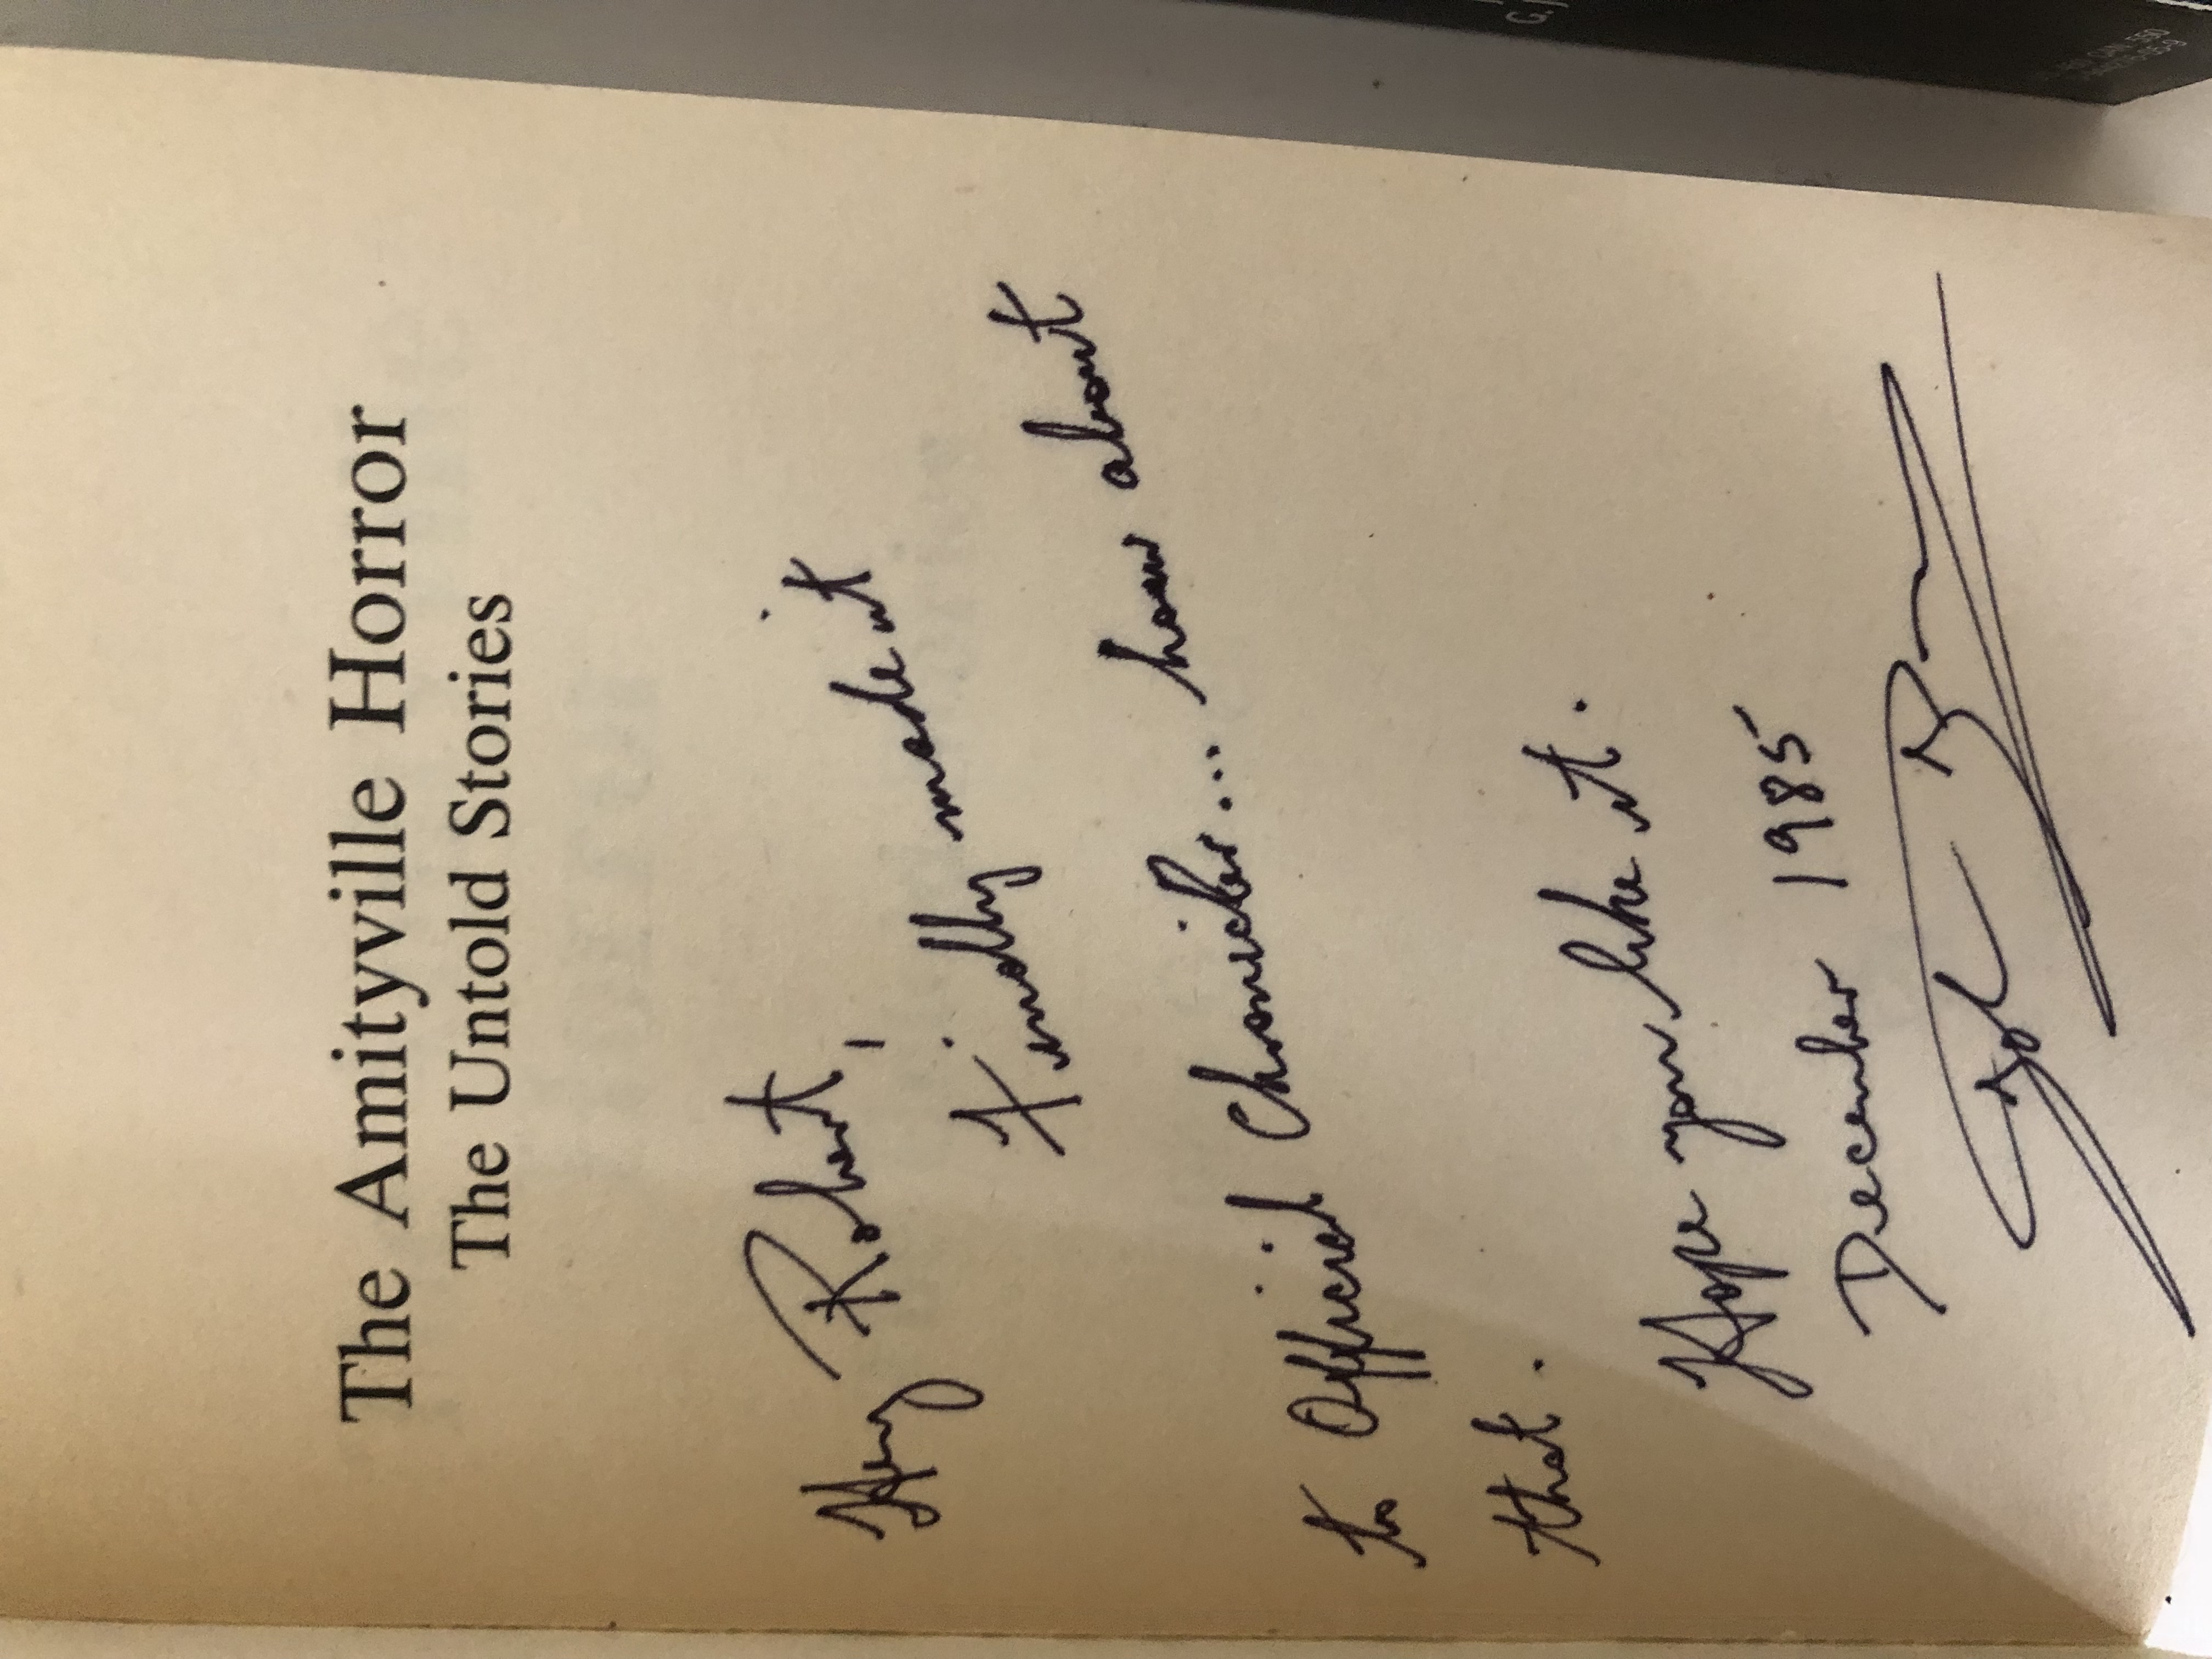 The Amityville Horror
The Untold Stories
Hey Robert,
Finally made it
to Official Chronicler... how about
that.
Hope you like it.
December 1985
John
G.